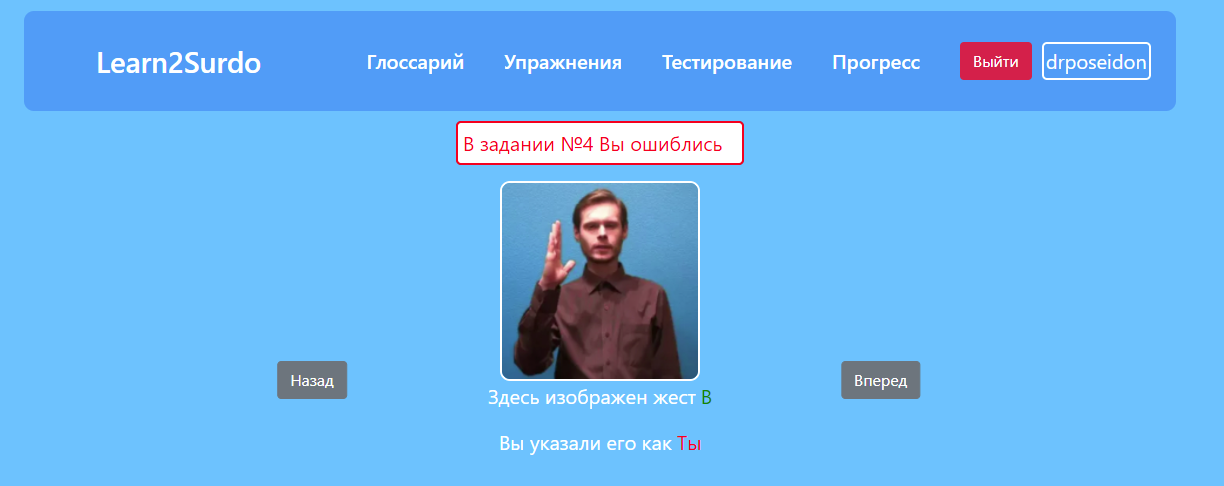 Learn2Surdo Глоссарий Упражнения Тестирование Прогресс Выйти drposeidon
В задании №4 Вы ошиблись
Назад Вперед
Здесь изображен жест В
Вы указали его как Ты